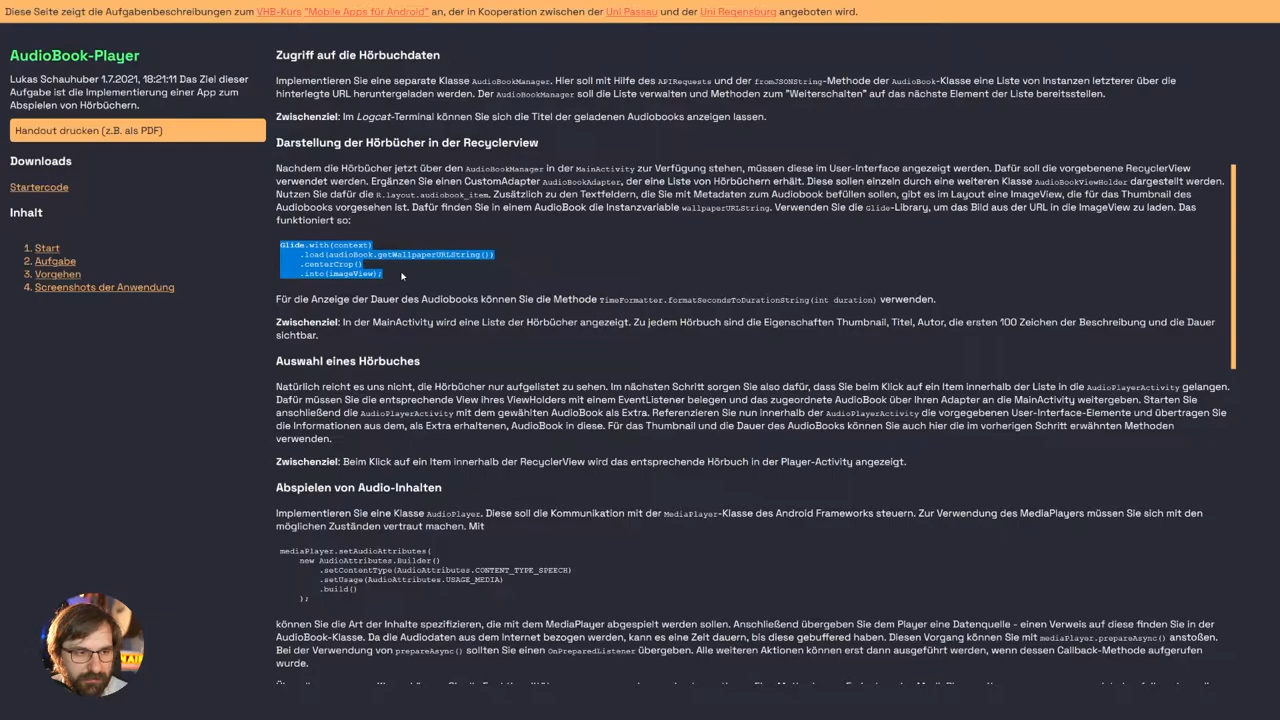 Diese Seite zeigt die Aufgabenbeschreibungen zum VHB-Kurs "Mobile Apps für Android" an, der in Kooperation zwischen der Uni Passau und der Uni Regensburg angeboten wird.
AudioBook-Player
Lukas Schauhuber 1.7.2021, 18:21:11 Das Ziel dieser
Aufgabe ist die Implementierung einer App zum
Abspielen von Hörbüchern.
Handout drucken (z.B. als PDF)
Downloads
Startercode
Inhalt
1. Start
2. Aufgabe
3. Vorgehen
4. Screenshots der Anwendung
Zugriff auf die Hörbuchdaten
Implementieren Sie eine separate Klasse AudioBookManager. Hier soll mit Hilfe des APIRequests und der fromJSONString-Methode der AudioBook-Klasse eine Liste von Instanzen letzterer über die
hinterlegte URL heruntergeladen werden. Der AudioBookManager soll die Liste verwalten und Methoden zum "Weiterschalten" auf das nächste Element der Liste bereitsstellen.
Zwischenziel: Im Logcat-Terminal können Sie sich die Titel der geladenen Audiobooks anzeigen lassen.
Darstellung der Hörbücher in der Recyclerview
Nachdem die Hörbücher jetzt über den AudioBookManager in der MainActivity zur Verfügung stehen, müssen diese im User-Interface angezeigt werden. Dafür soll die vorgebenene RecyclerView
verwendet werden. Ergänzen Sie einen CustomAdapter AudioBookAdapter, der eine Liste von Hörbüchern erhält. Diese sollen einzeln durch eine weiteren Klasse AudioBookViewHolder dargestellt werden.
Nutzen Sie dafür die R.layout.audiobook_item. Zusätzlich zu den Textfeldern, die Sie mit Metadaten zum Audiobook befüllen sollen, gibt es im Layout eine ImageView, die für das Thumbnail des
Audiobooks vorgesehen ist. Dafür finden Sie in einem AudioBook die Instanzvariable wallpaperURLString. Verwenden Sie die Glide-Library, um das Bild aus der URL in die ImageView zu laden. Das
funktioniert so:
Glide.with(context)
.load(audioBook.getWallpaperURLString())
.centerCrop()
.into(imageView);
Für die Anzeige der Dauer des Audiobooks können Sie die Methode TimeFormatter.formatSecondsToDurationString(int duration) verwenden.
Zwischenziel: In der MainActivity wird eine Liste der Hörbücher angezeigt. Zu jedem Hörbuch sind die Eigenschaften Thumbnail, Titel, Autor, die ersten 100 Zeichen der Beschreibung und die Dauer
sichtbar.
Auswahl eines Hörbuches
Natürlich reicht es uns nicht, die Hörbücher nur aufgelistet zu sehen. Im nächsten Schritt sorgen Sie also dafür, dass Sie beim Klick auf ein Item innerhalb der Liste in die AudioPlayerActivity gelangen.
Dafür müssen Sie die entsprechende View ihres ViewHolders mit einem EventListener belegen und das zugeordnete AudioBook über Ihren Adapter an die MainActivity weitergeben. Starten Sie
anschließend die AudioPlayerActivity mit dem gewählten AudioBook als Extra. Referenzieren Sie nun innerhalb der AudioPlayerActivity die vorgegebenen User-Interface-Elemente und übertragen Sie
die Informationen aus dem, als Extra erhaltenen, AudioBook in diese. Für das Thumbnail und die Dauer des AudioBooks können Sie auch hier die im vorherigen Schritt erwähnten Methoden
verwenden.
Zwischenziel: Beim Klick auf ein Item innerhalb der RecyclerView wird das entsprechende Hörbuch in der Player-Activity angezeigt.
Abspielen von Audio-Inhalten
Implementieren Sie eine Klasse AudioPlayer. Diese soll die Kommunikation mit der MediaPlayer-Klasse des Android Frameworks steuern. Zur Verwendung des MediaPlayers müssen Sie sich mit den
möglichen Zuständen vertraut machen. Mit
mediaPlayer.setAudioAttributes(
new AudioAttributes.Builder()
.setContentType(AudioAttributes.CONTENT_TYPE_SPEECH)
.setUsage(AudioAttributes.USAGE_MEDIA)
.build()
);
können Sie die Art der Inhalte spezifizieren, die mit dem MediaPlayer abgespielt werden sollen. Anschließend übergeben Sie dem Player eine Datenquelle - einen Verweis auf diese finden Sie in der
AudioBook-Klasse. Da die Audiodaten aus dem Internet bezogen werden, kann es eine Zeit dauern, bis diese gebuffered haben. Diesen Vorgang können Sie mit mediaPlayer.prepareAsync() anstoßen.
Bei der Verwendung von prepareAsync() sollten Sie einen OnPreparedListener übergeben. Alle weiteren Aktionen können erst dann ausgeführt werden, wenn dessen Callback-Methode aufgerufen
wurde.